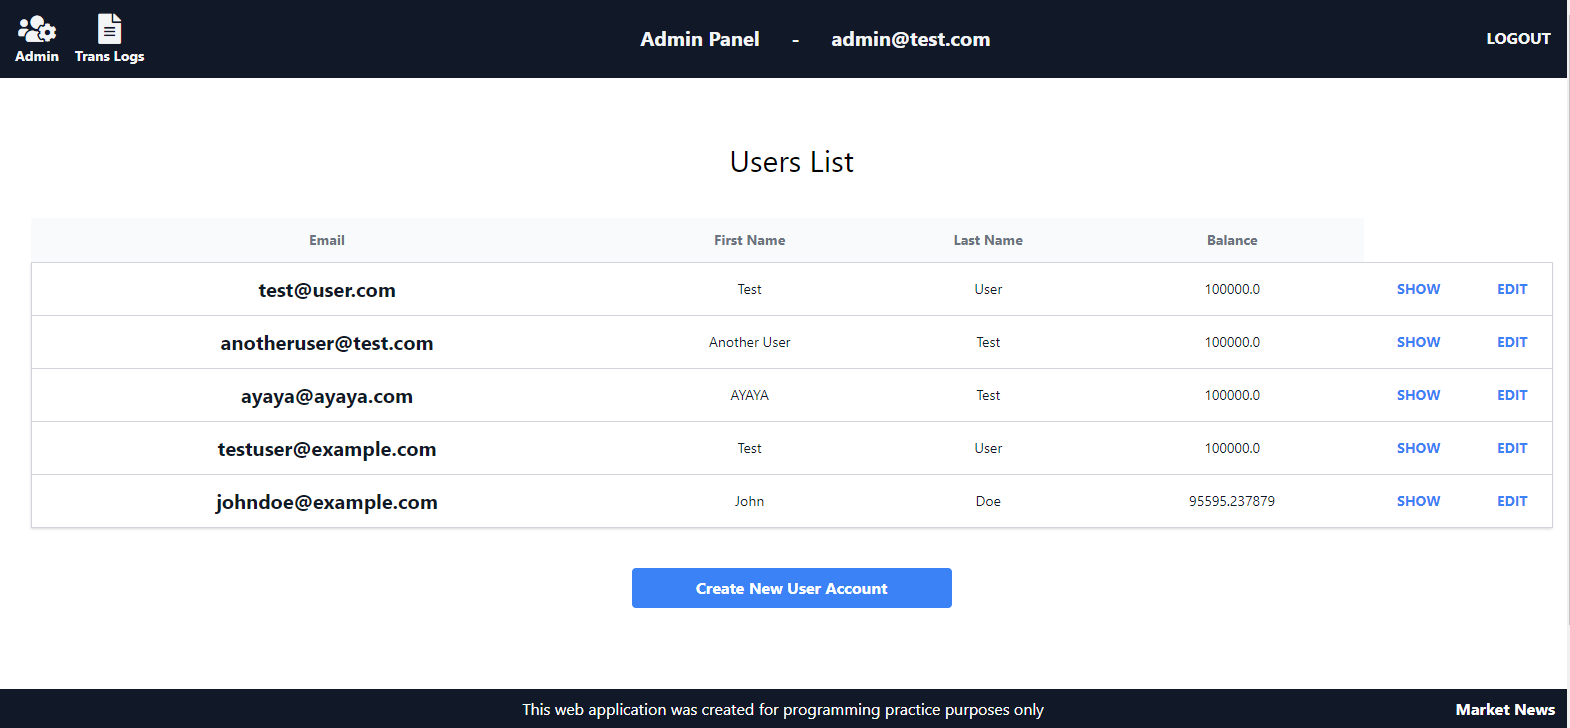 Admin Trans Logs Admin Panel - admin@test.com LOGOUT
Users List
Email First Name Last Name Balance
test@user.com Test User 100000.0 SHOW EDIT
anotheruser@test.com Another User Test 100000.0 SHOW EDIT
ayaya@ayaya.com AYAYA Test 100000.0 SHOW EDIT
testuser@example.com Test User 100000.0 SHOW EDIT
johndoe@example.com John Doe 95595.237879 SHOW EDIT
Create New User Account
This web application was created for programming practice purposes only Market News